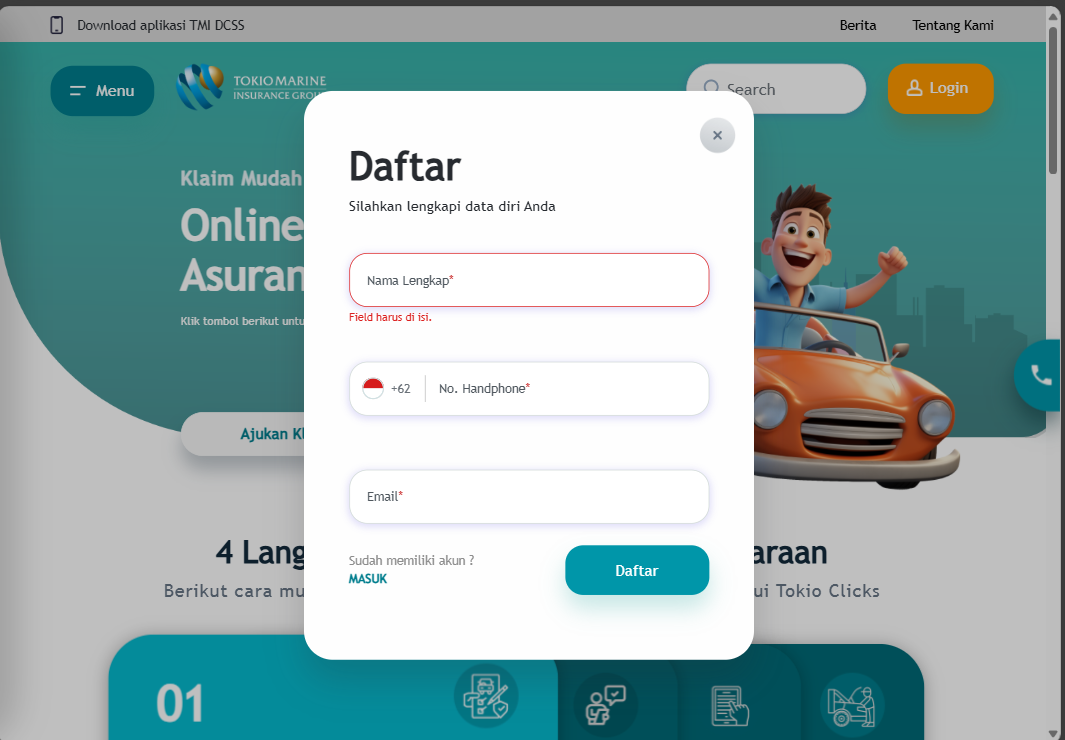 Download aplikasi TMI DCSS
Berita
Tentang Kami
Menu
TOKIO MARINE
INSURANCE GROU
Search
Login
Klaim Mudah
Online
Asuran
Klik tombol berikut untu
Ajukan Kl
Daftar
Silahkan lengkapi data diri Anda
Nama Lengkap*
Field harus di isi.
+62
No. Handphone*
Email*
Sudah memiliki akun ?
MASUK
Daftar
4 Lang
araan
Berikut cara mu
ui Tokio Clicks
01